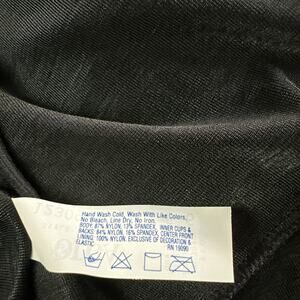 Hand Wash Cold, Wash With Like Colors,
No Bleach, Line Dry, No Iron.
BODY: 87% NYLON, 13% SPANDEX, INNER CUPS &
BACKS: 84% NYLON, 16% SPANDEX, CENTER FRONT
LINING: 100% NYLON. EXCLUSIVE OF DECORATION &
ELASTIC RN 19090